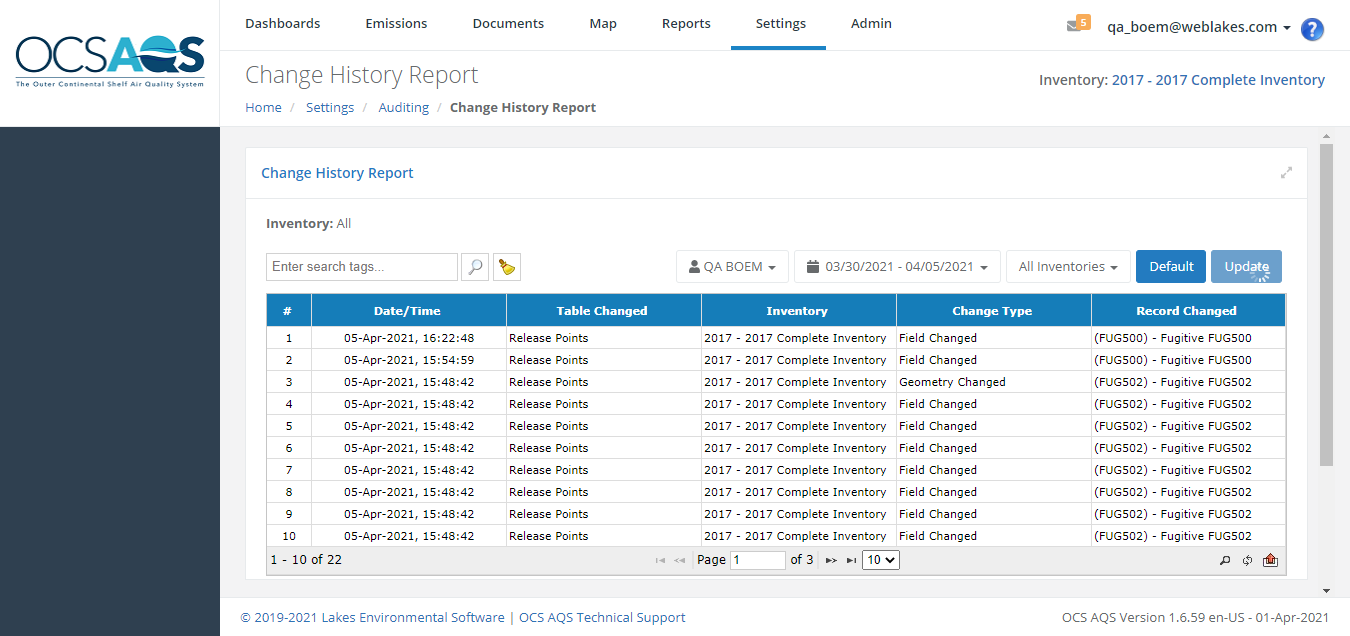 OCSAQS
The Outer Continental Shelf Air Quality System
Dashboards Emissions Documents Map Reports Settings Admin 5 qa_boem@weblakes.com ?
Change History Report
Inventory: 2017 - 2017 Complete Inventory
Home / Settings / Auditing / Change History Report
Change History Report
Inventory: All
Enter search tags... QA BOEM 03/30/2021 - 04/05/2021 All Inventories Default Update
# Date/Time Table Changed Inventory Change Type Record Changed
1 05-Apr-2021, 16:22:48 Release Points 2017 - 2017 Complete Inventory Field Changed (FUG500) - Fugitive FUG500
2 05-Apr-2021, 15:54:59 Release Points 2017 - 2017 Complete Inventory Field Changed (FUG500) - Fugitive FUG500
3 05-Apr-2021, 15:48:42 Release Points 2017 - 2017 Complete Inventory Geometry Changed (FUG502) - Fugitive FUG502
4 05-Apr-2021, 15:48:42 Release Points 2017 - 2017 Complete Inventory Field Changed (FUG502) - Fugitive FUG502
5 05-Apr-2021, 15:48:42 Release Points 2017 - 2017 Complete Inventory Field Changed (FUG502) - Fugitive FUG502
6 05-Apr-2021, 15:48:42 Release Points 2017 - 2017 Complete Inventory Field Changed (FUG502) - Fugitive FUG502
7 05-Apr-2021, 15:48:42 Release Points 2017 - 2017 Complete Inventory Field Changed (FUG502) - Fugitive FUG502
8 05-Apr-2021, 15:48:42 Release Points 2017 - 2017 Complete Inventory Field Changed (FUG502) - Fugitive FUG502
9 05-Apr-2021, 15:48:42 Release Points 2017 - 2017 Complete Inventory Field Changed (FUG502) - Fugitive FUG502
10 05-Apr-2021, 15:48:42 Release Points 2017 - 2017 Complete Inventory Field Changed (FUG502) - Fugitive FUG502
1 - 10 of 22 Page 1 of 3 10
© 2019-2021 Lakes Environmental Software | OCS AQS Technical Support OCS AQS Version 1.6.59 en-US - 01-Apr-2021